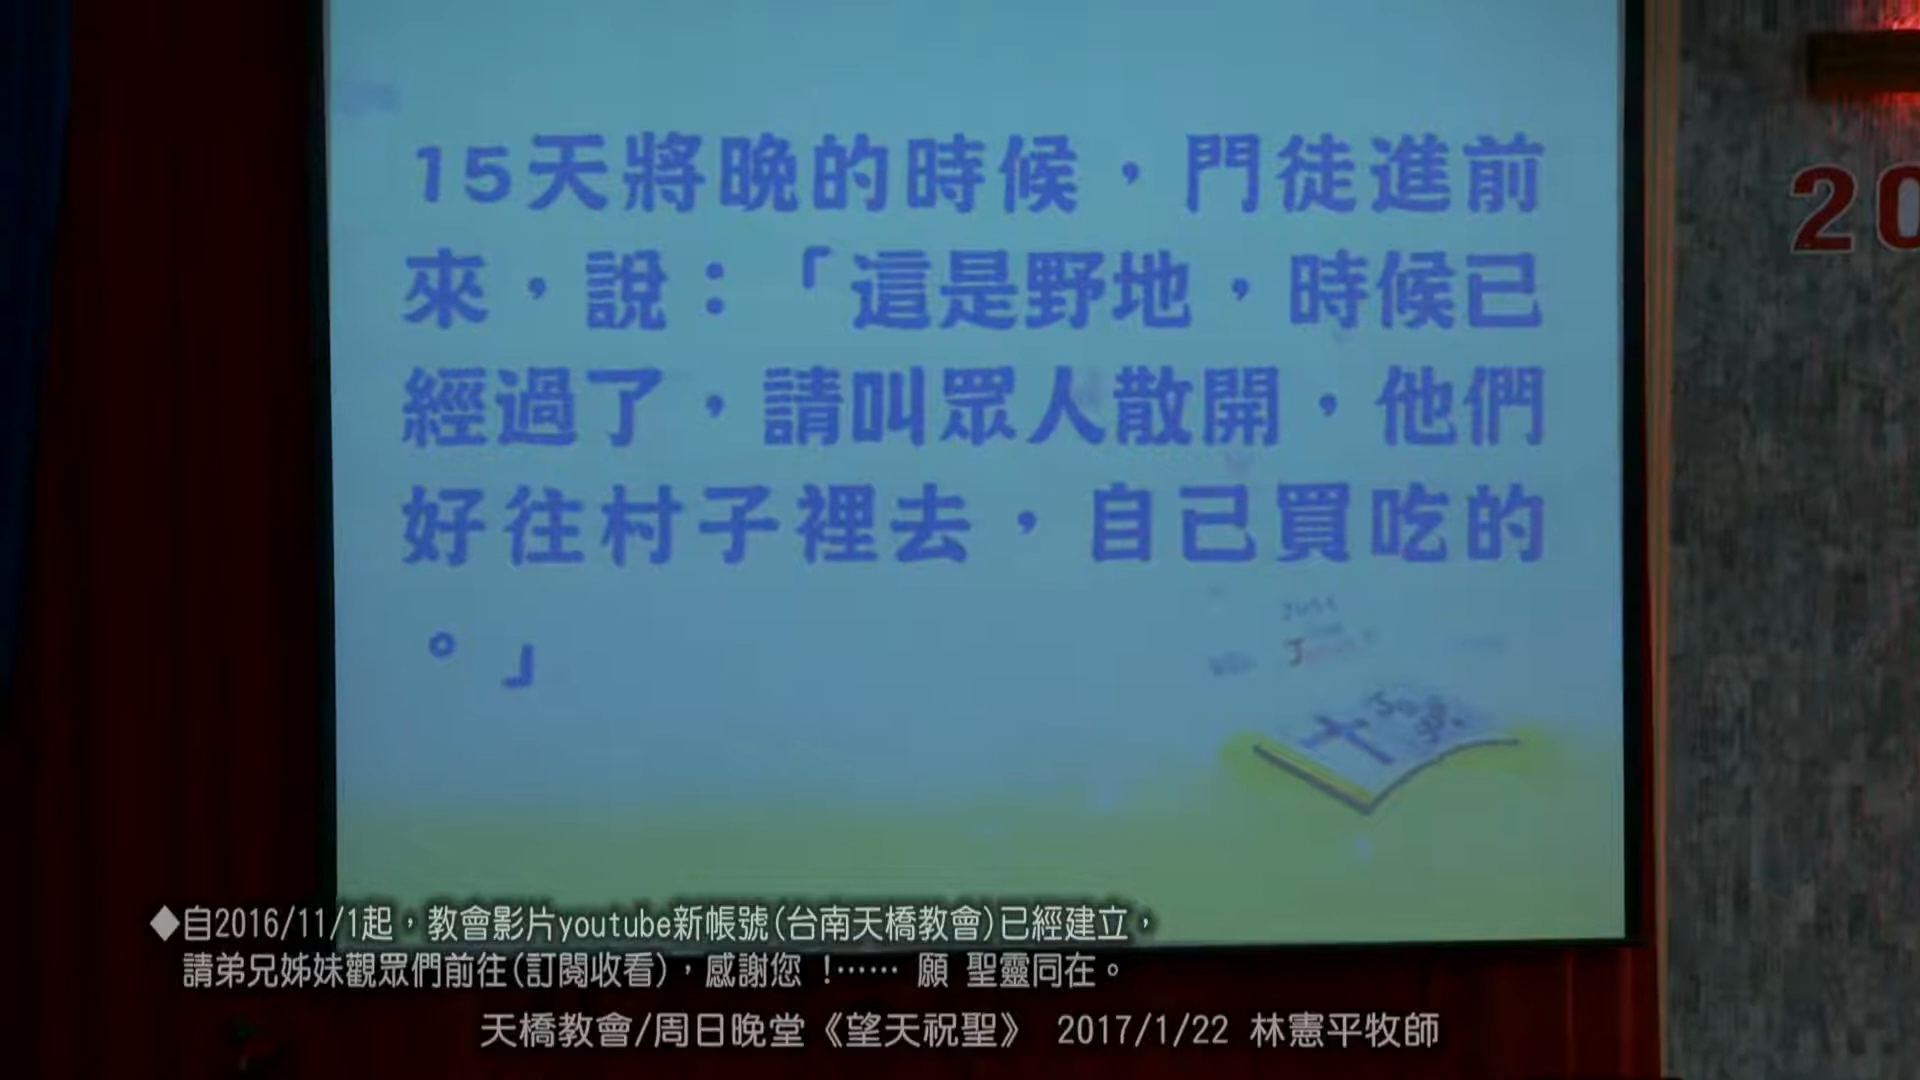 15天將晚的時候，門徒進前
來，說：「這是野地，時候已
經過了，請叫眾人散開，他們
好往村子裡去，自己買吃的
。」
20
◆自2016/11/1起，教會影片youtube新帳號(台南天橋教會)已經建立，
請弟兄姊妹觀眾們前往(訂閱收看)，感謝您 !…… 願 聖靈同在。
天橋教會/周日晚堂《望天祝聖》 2017/1/22 林憲平牧師